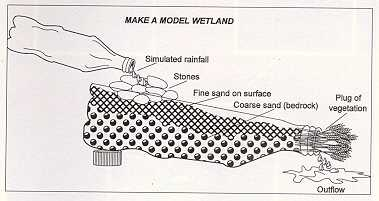 MAKE A MODEL WETLAND
Simulated rainfall
Stones
Fine sand on surface
Coarse sand (bedrock)
Plug of
vegetation
Outflow